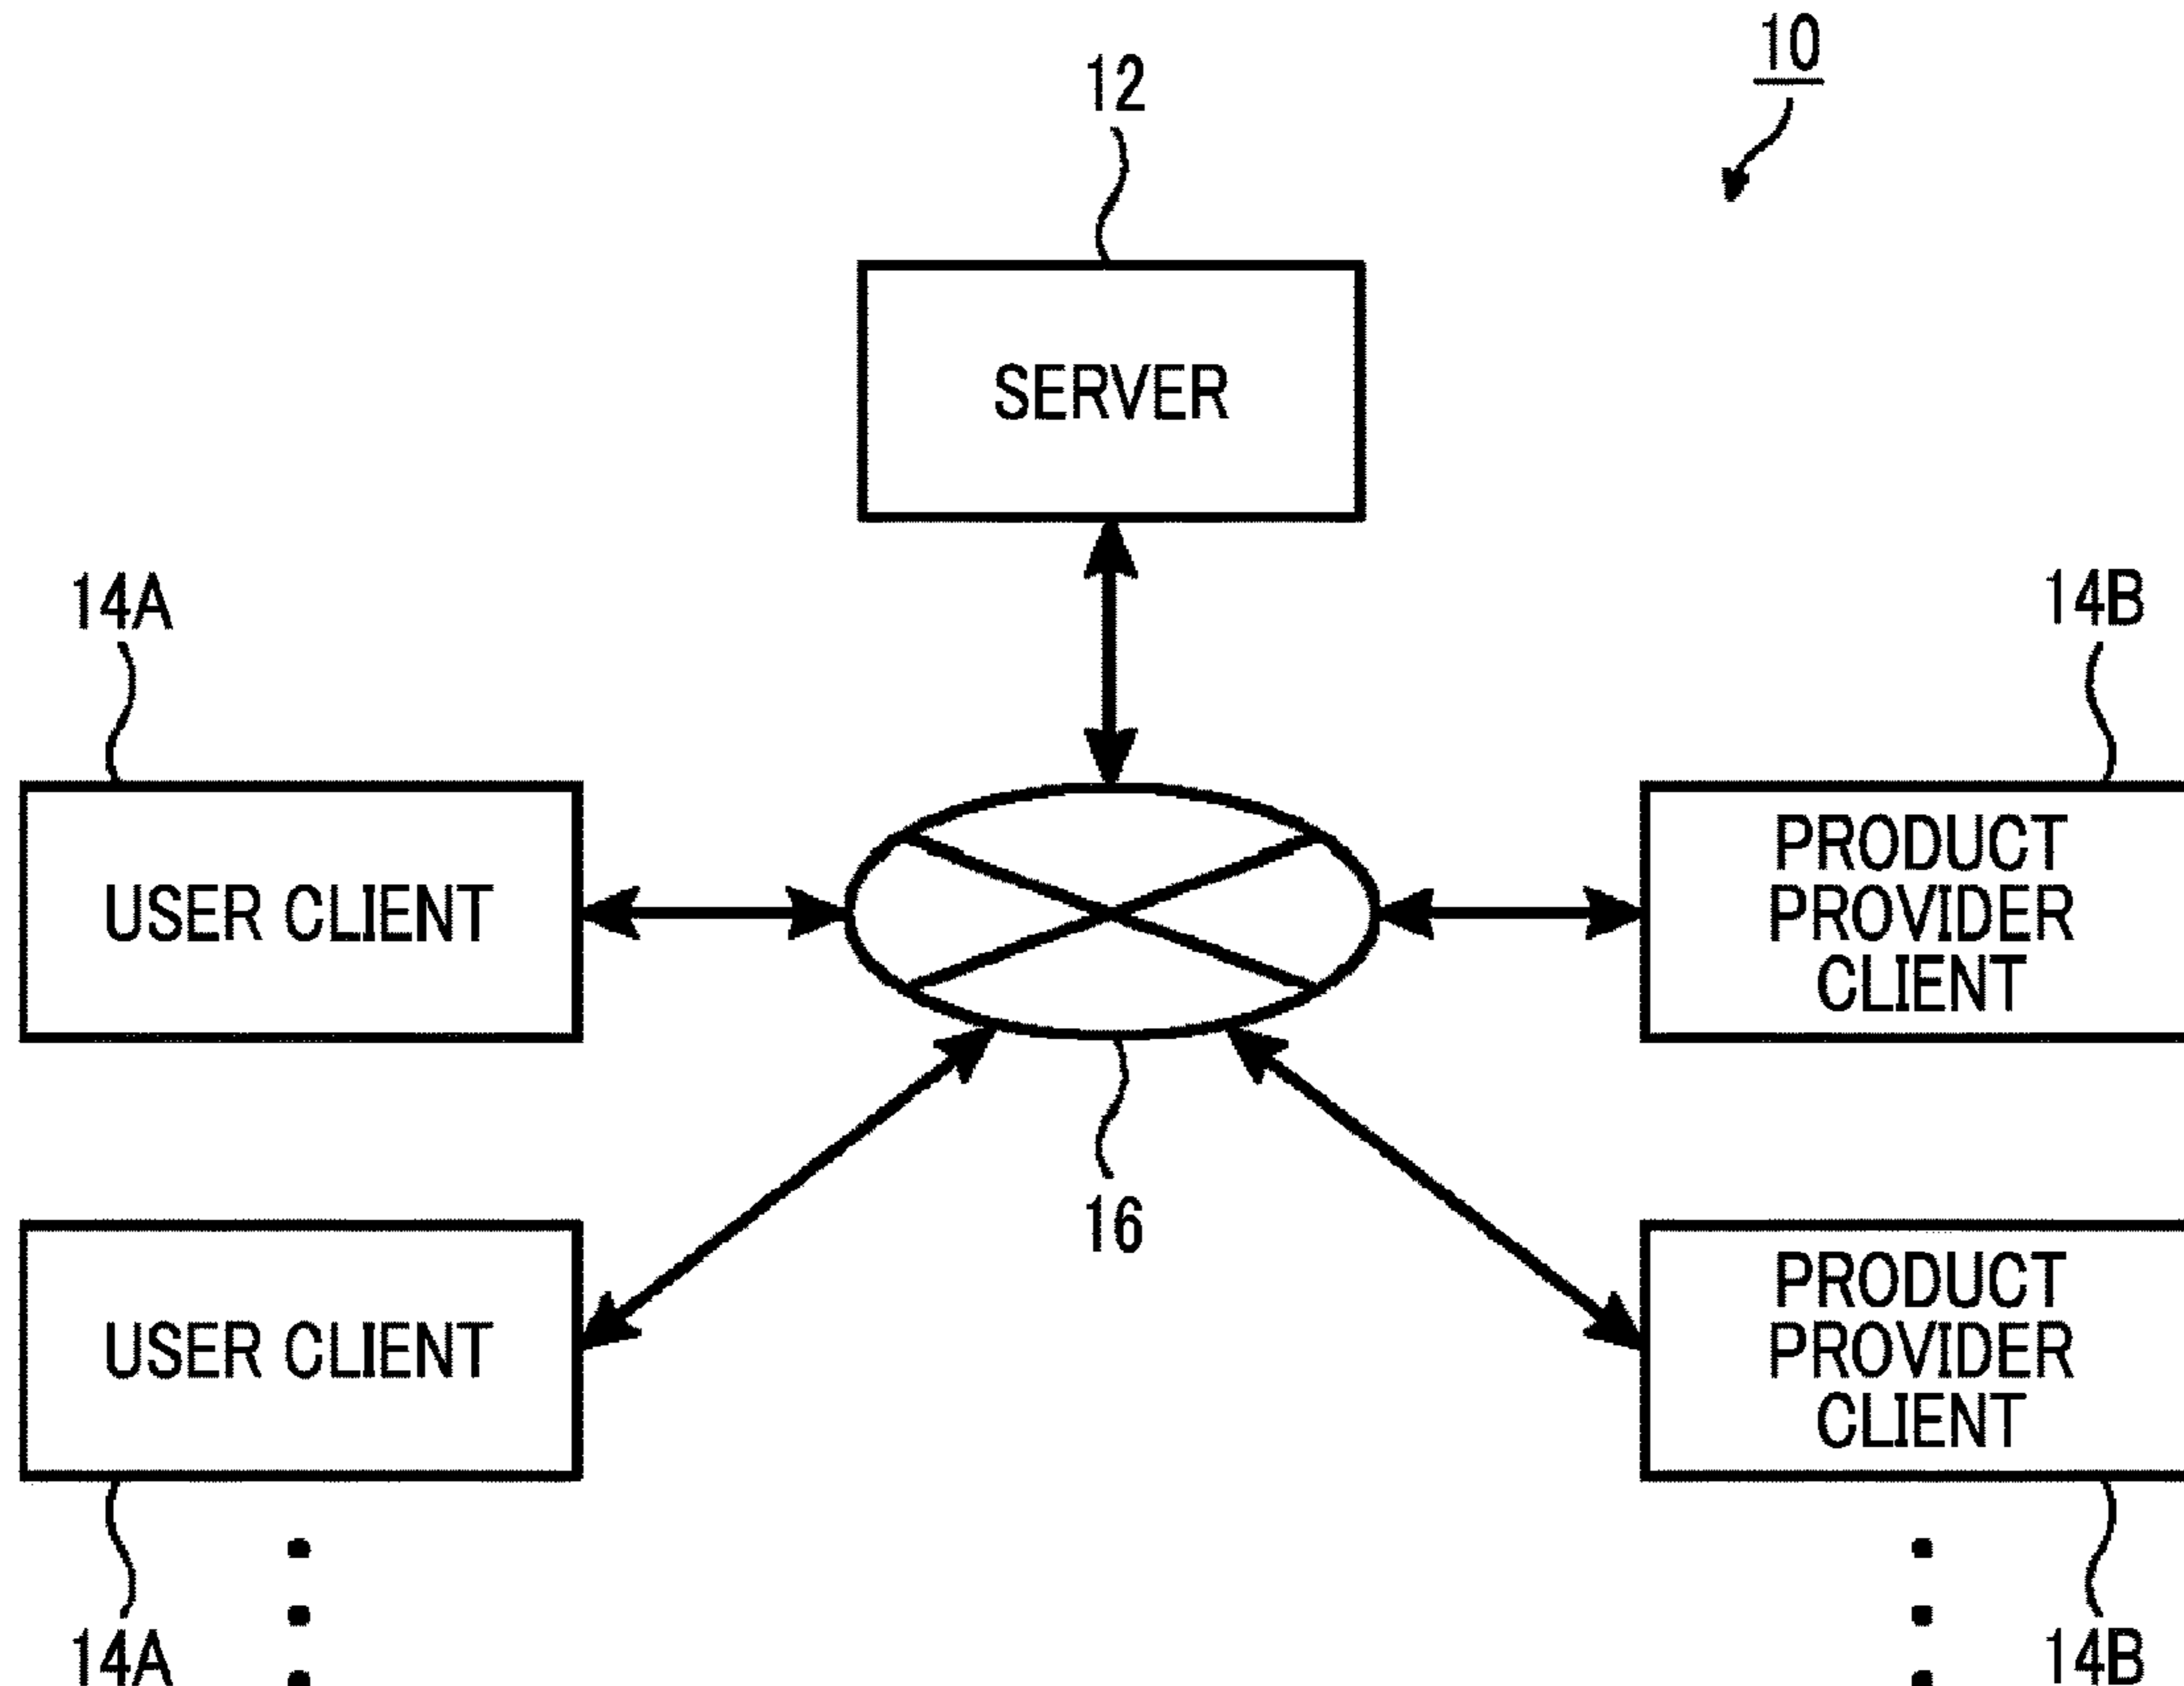 10
12
SERVER
14A
14B
USER CLIENT
PRODUCT
PROVIDER
CLIENT
16
USER CLIENT
PRODUCT
PROVIDER
CLIENT
14A
14B